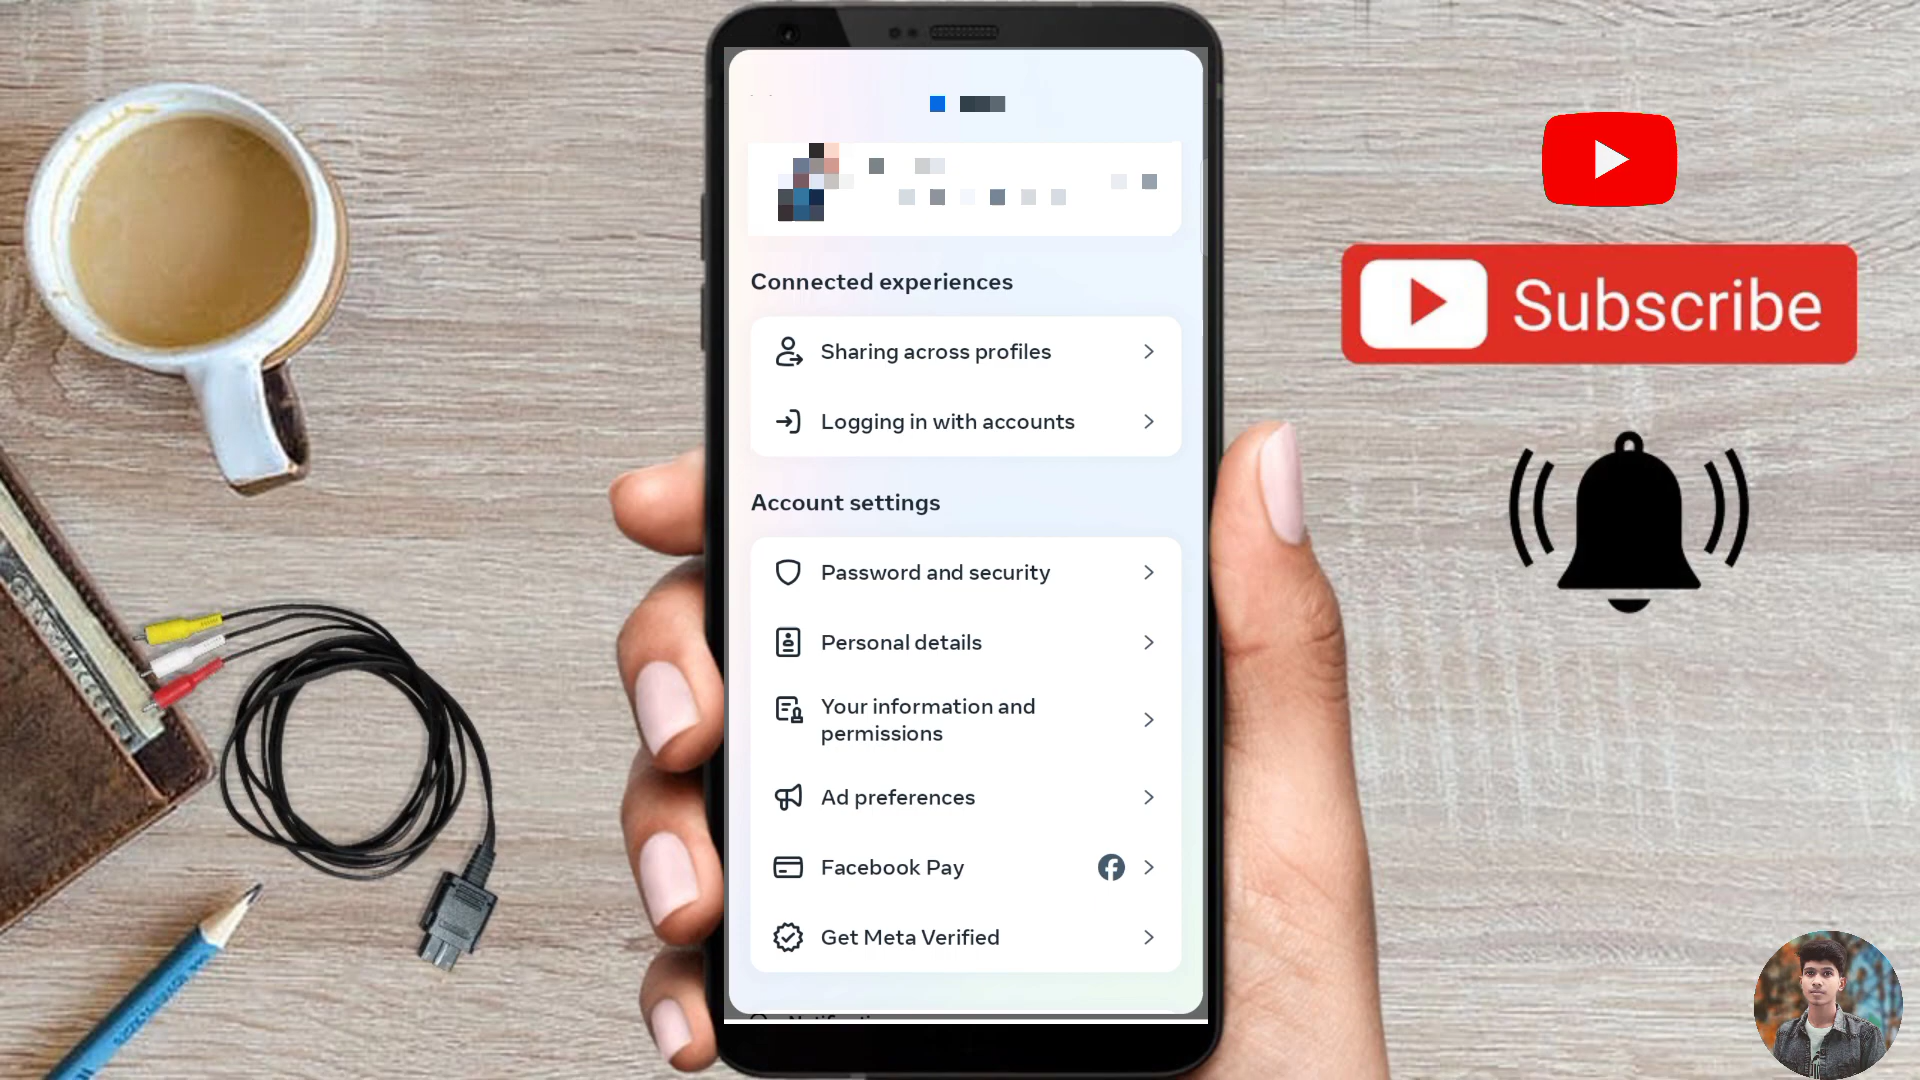 Connected experiences
Sharing across profiles
Logging in with accounts
Account settings
Password and security
Personal details
Your information and
permissions
Ad preferences
Facebook Pay
Get Meta Verified
Subscribe